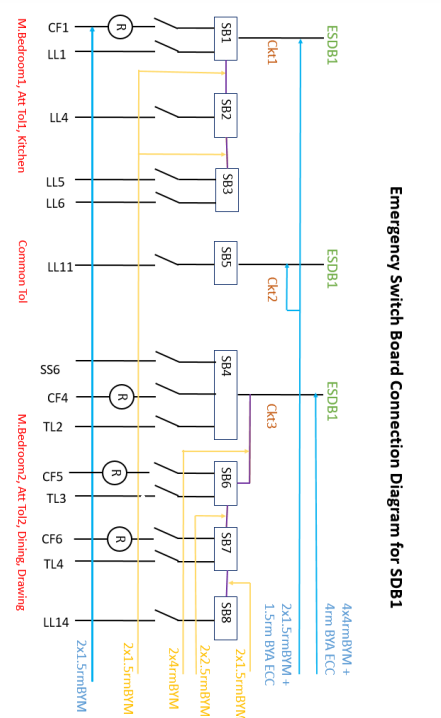 Emergency Switch Board Connection Diagram for SDB1
ESDB1
ESDB1
ESDB1
4x4rmBYM +
4rm BYA ECC
2x1.5rmBYM +
1.5rm BYA ECC
Ckt1
Ckt2
Ckt3
2x1.5rmBYM
2x2.5rmBYM
2x4rmBYM
2x1.5rmBYM
2x1.5rmBYM
SB1
SB2
SB3
SB5
SB4
SB6
SB7
SB8
R
R
R
R
CF1
LL1
LL4
LL5
LL6
LL11
SS6
CF4
TL2
CF5
TL3
CF6
TL4
LL14
M.Bedroom1, Att Tol1, Kitchen
Common Tol
M.Bedroom2, Att Tol2, Dining, Drawing